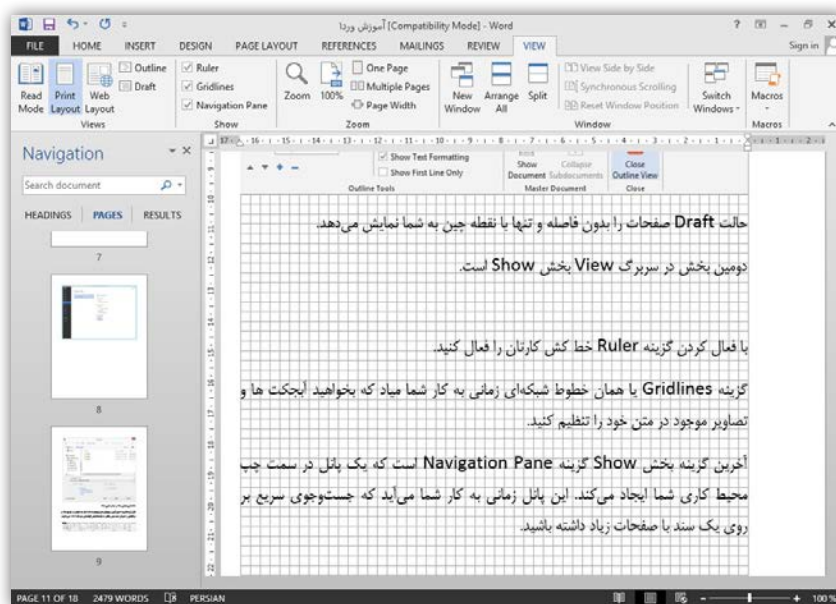 آموزش ورد۱ [Compatibility Mode] - Word
FILE HOME INSERT DESIGN PAGE LAYOUT REFERENCES MAILINGS REVIEW VIEW Sign in
Read Mode
Print Layout
Web Layout
Outline
Draft
Views
Ruler
Gridlines
Navigation Pane
Show
Zoom
100%
One Page
Multiple Pages
Page Width
Zoom
New Window
Arrange All
Split
View Side by Side
Synchronous Scrolling
Reset Window Position
Switch Windows
Window
Macros
Macros
Navigation
Search document
HEADINGS PAGES RESULTS
7
8
9
Show Text Formatting
Show First Line Only
Outline Tools
Show Document
Collapse Subdocuments
Master Document
Close Outline View
Close
حالت Draft صفحات را بدون فاصله و تنها با نقطه چین به شما نمایش می‌دهد.
دومین بخش در سربرگ View بخش Show است.
با فعال کردن گزینه Ruler خط کش کارتان را فعال کنید.
گزینه Gridlines یا همان خطوط شبکه‌ای زمانی به کار شما میاد که بخواهید آبجکت ها و
تصاویر موجود در متن خود را تنظیم کنید.
آخرین گزینه بخش Show گزینه Navigation Pane است که یک پانل در سمت چپ
محیط کاری شما ایجاد می‌کند. این پانل زمانی به کار شما می‌آید که جست‌وجوی سریع بر
روی یک سند با صفحات زیاد داشته باشید.
PAGE 11 OF 18 2479 WORDS PERSIAN 100%